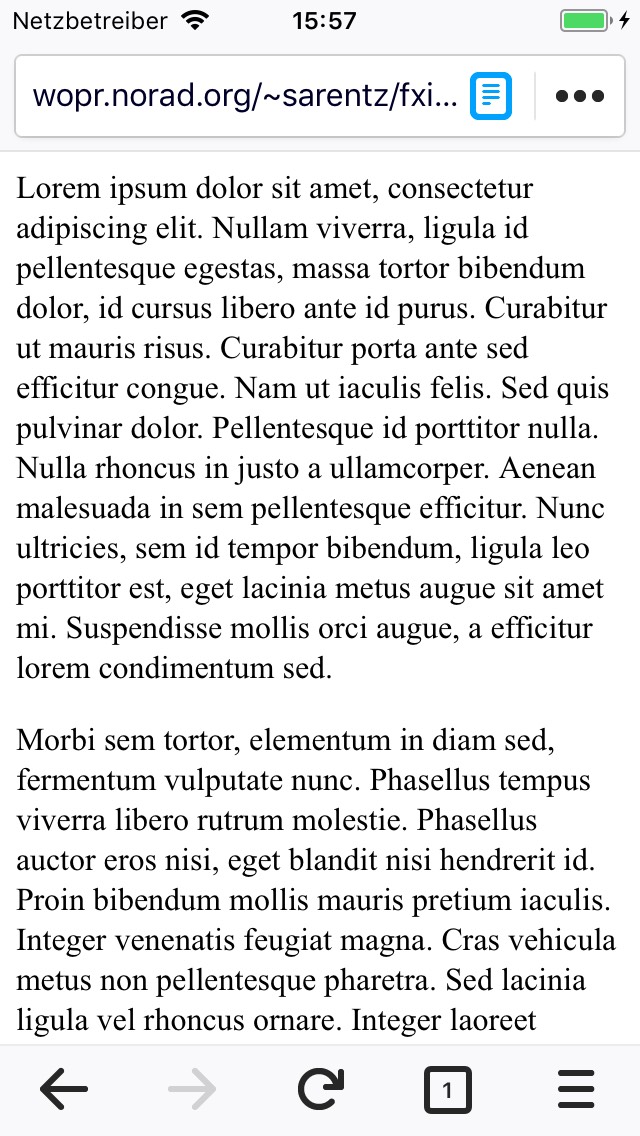 Netzbetreiber 15:57
wopr.norad.org/~sarentz/fxi...
Lorem ipsum dolor sit amet, consectetur
adipiscing elit. Nullam viverra, ligula id
pellentesque egestas, massa tortor bibendum
dolor, id cursus libero ante id purus. Curabitur
ut mauris risus. Curabitur porta ante sed
efficitur congue. Nam ut iaculis felis. Sed quis
pulvinar dolor. Pellentesque id porttitor nulla.
Nulla rhoncus in justo a ullamcorper. Aenean
malesuada in sem pellentesque efficitur. Nunc
ultricies, sem id tempor bibendum, ligula leo
porttitor est, eget lacinia metus augue sit amet
mi. Suspendisse mollis orci augue, a efficitur
lorem condimentum sed.
Morbi sem tortor, elementum in diam sed,
fermentum vulputate nunc. Phasellus tempus
viverra libero rutrum molestie. Phasellus
auctor eros nisi, eget blandit nisi hendrerit id.
Proin bibendum mollis mauris pretium iaculis.
Integer venenatis feugiat magna. Cras vehicula
metus non pellentesque pharetra. Sed lacinia
ligula vel rhoncus ornare. Integer laoreet
1